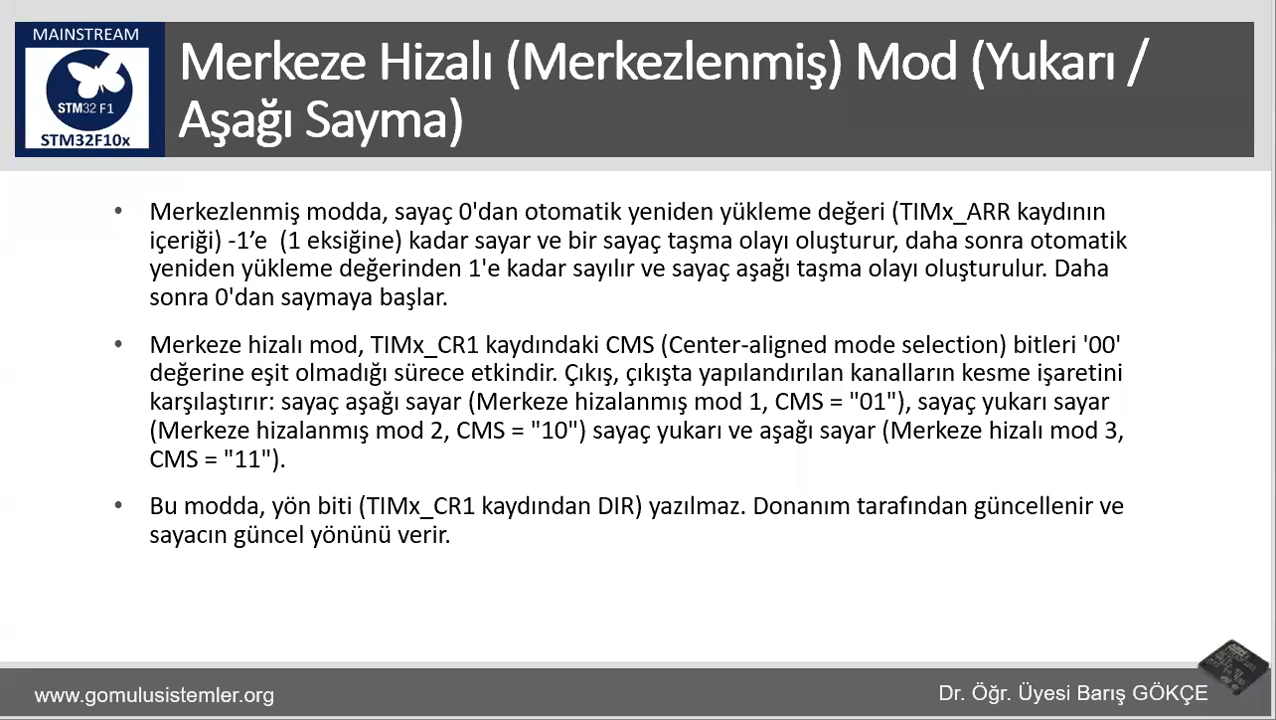 MAINSTREAM
STM32 F1
STM32F10x
Merkeze Hizalı (Merkezlenmiş) Mod (Yukarı /
Aşağı Sayma)
• Merkezlenmiş modda, sayaç 0'dan otomatik yeniden yükleme değeri (TIMx_ARR kaydının
içeriği) -1’e  (1 eksiğine) kadar sayar ve bir sayaç taşma olayı oluşturur, daha sonra otomatik
yeniden yükleme değerinden 1'e kadar sayılır ve sayaç aşağı taşma olayı oluşturulur. Daha
sonra 0'dan saymaya başlar.
• Merkeze hizalı mod, TIMx_CR1 kaydındaki CMS (Center-aligned mode selection) bitleri '00'
değerine eşit olmadığı sürece etkindir. Çıkış, çıkışta yapılandırılan kanalların kesme işaretini
karşılaştırır: sayaç aşağı sayar (Merkeze hizalanmış mod 1, CMS = "01"), sayaç yukarı sayar
(Merkeze hizalanmış mod 2, CMS = "10") sayaç yukarı ve aşağı sayar (Merkeze hizalı mod 3,
CMS = "11").
• Bu modda, yön biti (TIMx_CR1 kaydından DIR) yazılmaz. Donanım tarafından güncellenir ve
sayacın güncel yönünü verir.
www.gomulusistemler.org
Dr. Öğr. Üyesi Barış GÖKÇE